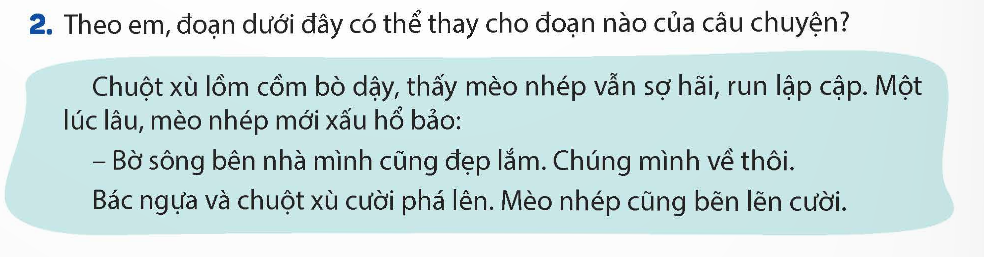 2. Theo em, đoạn dưới đây có thể thay cho đoạn nào của câu chuyện?
Chuột xù lồm cồm bò dậy, thấy mèo nhép vẫn sợ hãi, run lập cập. Một
lúc lâu, mèo nhép mới xấu hổ bảo:
– Bờ sông bên nhà mình cũng đẹp lắm. Chúng mình về thôi.
Bác ngựa và chuột xù cười phá lên. Mèo nhép cũng bẽn lẽn cười.